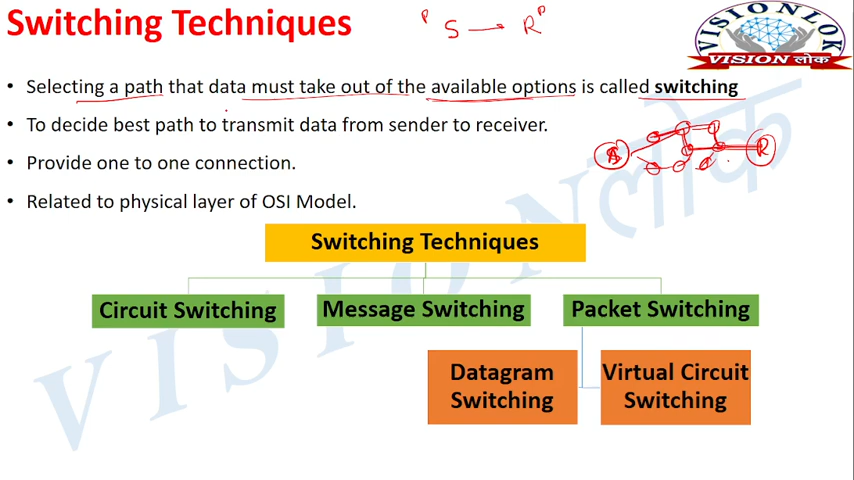 Switching Techniques
P S → R P
VISIONLOK
VISION लोक
• Selecting a path that data must take out of the available options is called switching
• To decide best path to transmit data from sender to receiver.
• Provide one to one connection.
• Related to physical layer of OSI Model.
S
R
Switching Techniques
Circuit Switching
Message Switching
Packet Switching
Datagram
Switching
Virtual Circuit
Switching
VISION लोक